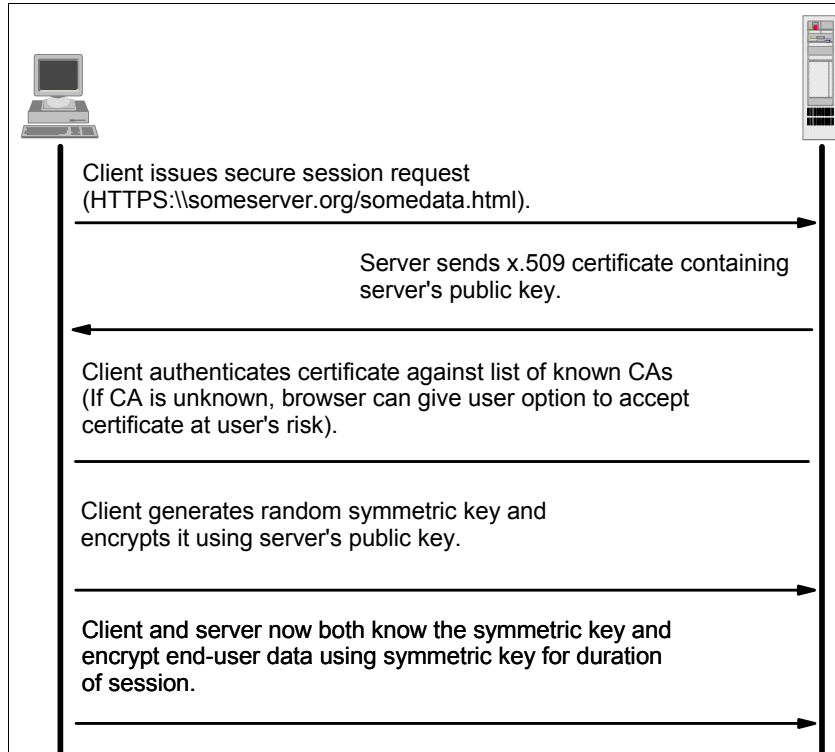 Client issues secure session request
(HTTPS:\\someserver.org/somedata.html).
Server sends x.509 certificate containing
server's public key.
Client authenticates certificate against list of known CAs
(If CA is unknown, browser can give user option to accept
certificate at user's risk).
Client generates random symmetric key and
encrypts it using server's public key.
Client and server now both know the symmetric key and
encrypt end-user data using symmetric key for duration
of session.